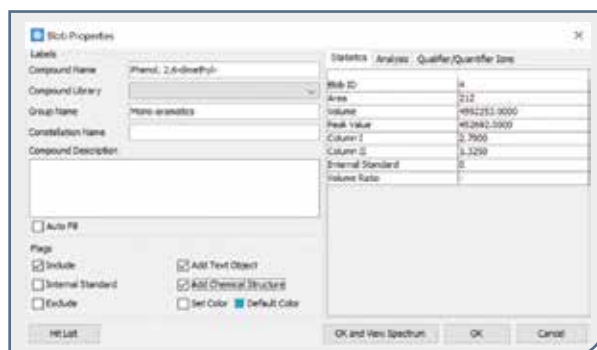 Blob Properties
Labels
Compound Name Phenol, 2,6-dimethyl-
Compound Library
Group Name Mono-aromatics
Constellation Name
Compound Description
Auto Fill
Flags
Include Add Text Object
Internal Standard Add Chemical Structure
Exclude Set Color Default Color
Hit List
Statistics Analysis Qualifier/Quantifier Ions
Blob ID
Area 212
Volume
Peak Value
Column I
Column II
Internal Standard
Volume Ratio
OK and View Spectrum OK Cancel